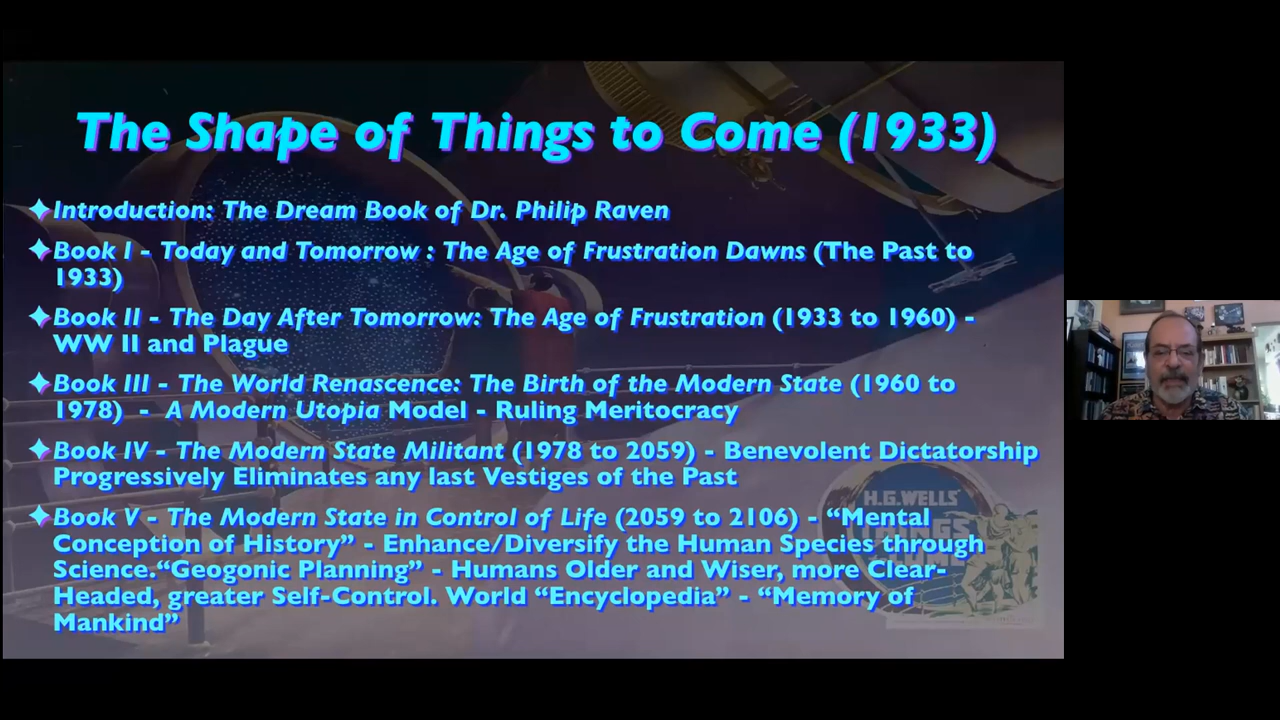 The Shape of Things to Come (1933)
✦Introduction: The Dream Book of Dr. Philip Raven
✦Book I - Today and Tomorrow : The Age of Frustration Dawns (The Past to
1933)
✦Book II - The Day After Tomorrow: The Age of Frustration (1933 to 1960) -
WW II and Plague
✦Book III - The World Renascence: The Birth of the Modern State (1960 to
1978) - A Modern Utopia Model - Ruling Meritocracy
✦Book IV - The Modern State Militant (1978 to 2059) - Benevolent Dictatorship
Progressively Eliminates any last Vestiges of the Past
✦Book V - The Modern State in Control of Life (2059 to 2106) - “Mental
Conception of History” - Enhance/Diversify the Human Species through
Science.“Geogonic Planning” - Humans Older and Wiser, more Clear-
Headed, greater Self-Control. World “Encyclopedia” - “Memory of
Mankind”
H.G.WELLS'
THINGS